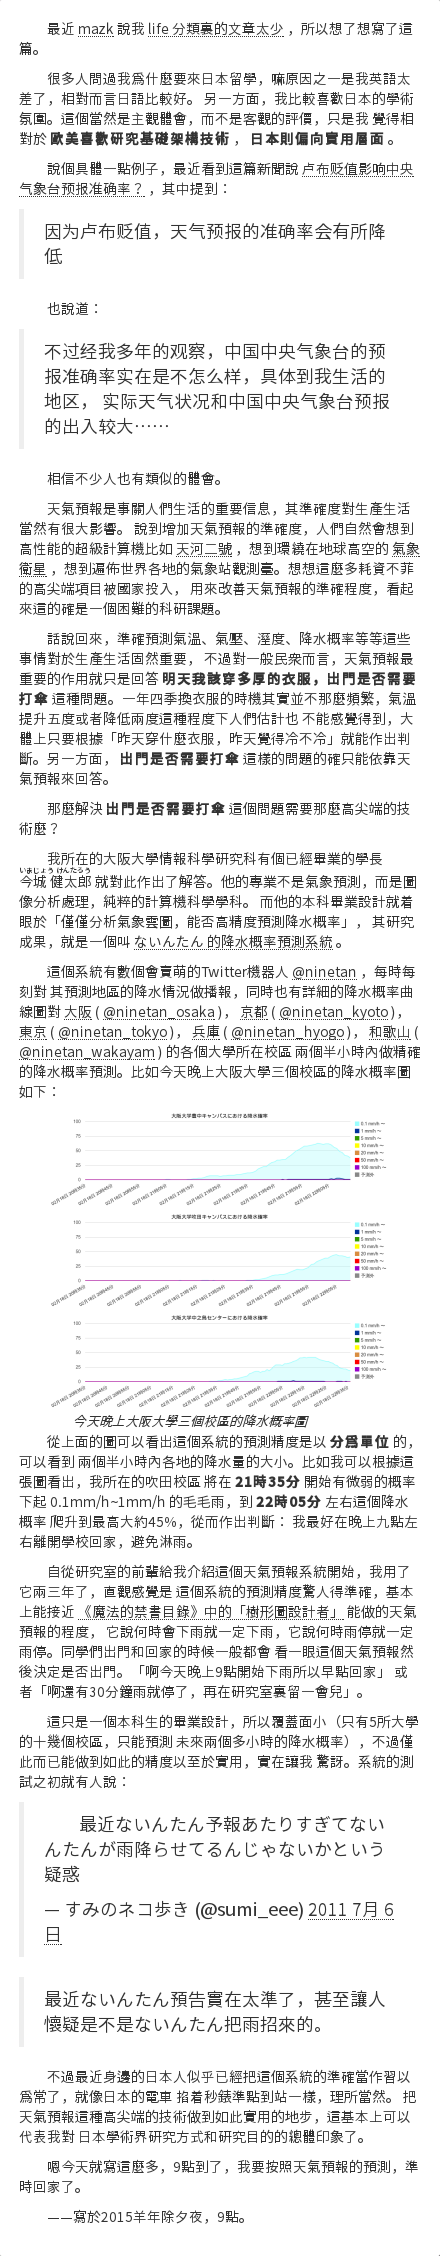 最近 mazk 說我 life 分類裏的文章太少 ，所以想了想寫了這
篇。
很多人問過我爲什麼要來日本留學，嘛原因之一是我英語太
差了，相對而言日語比較好。 另一方面，我比較喜歡日本的學術
氛圍。這個當然是主觀體會，而不是客觀的評價，只是我 覺得相
對於 歐美喜歡研究基礎架構技術 ， 日本則偏向實用層面 。
說個具體一點例子，最近看到這篇新聞說 卢布贬值影响中央
气象台预报准确率？ ，其中提到：
因为卢布贬值，天气预报的准确率会有所降
低
也說道：
不过经我多年的观察，中国中央气象台的预
报准确率实在是不怎么样，具体到我生活的
地区， 实际天气状况和中国中央气象台预报
的出入较大……
相信不少人也有類似的體會。
天氣預報是事關人們生活的重要信息，其準確度對生產生活
當然有很大影響。 說到增加天氣預報的準確度，人們自然會想到
高性能的超級計算機比如 天河二號 ，想到環繞在地球高空的 氣象
衛星 ，想到遍佈世界各地的氣象站觀測臺。想想這麼多耗資不菲
的高尖端項目被國家投入， 用來改善天氣預報的準確程度，看起
來這的確是一個困難的科研課題。
話說回來，準確預測氣溫、氣壓、溼度、降水概率等等這些
事情對於生產生活固然重要， 不過對一般民衆而言，天氣預報最
重要的作用就只是回答 明天我該穿多厚的衣服，出門是否需要
打傘 這種問題。一年四季換衣服的時機其實並不那麼頻繁，氣溫
提升五度或者降低兩度這種程度下人們估計也 不能感覺得到，大
體上只要根據「昨天穿什麼衣服，昨天覺得冷不冷」就能作出判
斷。另一方面， 出門是否需要打傘 這樣的問題的確只能依靠天
氣預報來回答。
那麼解決 出門是否需要打傘 這個問題需要那麼高尖端的技
術麼？
我所在的大阪大學情報科學研究科有個已經畢業的學長
いまじょう けんたろう
今城 健太郎 就對此作出了解答。他的專業不是氣象預測，而是圖
像分析處理，純粹的計算機科學學科。 而他的本科畢業設計就着
眼於「僅僅分析氣象雲圖，能否高精度預測降水概率」， 其研究
成果，就是一個叫 ないんたん 的降水概率預測系統 。
這個系統有數個會賣萌的Twitter機器人 @ninetan ，每時每
刻對 其預測地區的降水情況做播報，同時也有詳細的降水概率曲
線圖對 大阪 ( @ninetan_osaka )， 京都 ( @ninetan_kyoto )，
東京 ( @ninetan_tokyo )， 兵庫 ( @ninetan_hyogo )， 和歌山 (
@ninetan_wakayam ) 的各個大學所在校區 兩個半小時內做精確
的降水概率預測。比如今天晚上大阪大學三個校區的降水概率圖
如下：
大阪大学豊中キャンパスにおける降水確率
大阪大学吹田キャンパスにおける降水確率
大阪大学中之島センターにおける降水確率
今天晚上大阪大學三個校區的降水概率圖
從上面的圖可以看出這個系統的預測精度是以 分爲單位 的，
可以看到 兩個半小時內各地的降水量的大小。比如我可以根據這
張圖看出，我所在的吹田校區 將在 21時35分 開始有微弱的概率
下起 0.1mm/h~1mm/h 的毛毛雨，到 22時05分 左右這個降水
概率 爬升到最高大約45%，從而作出判斷： 我最好在晚上九點左
右離開學校回家，避免淋雨。
自從研究室的前輩給我介紹這個天氣預報系統開始，我用了
它兩三年了，直觀感覺是 這個系統的預測精度驚人得準確，基本
上能接近 《魔法的禁書目錄》中的「樹形圖設計者」 能做的天氣
預報的程度， 它說何時會下雨就一定下雨，它說何時雨停就一定
雨停。同學們出門和回家的時候一般都會 看一眼這個天氣預報然
後決定是否出門。「啊今天晚上9點開始下雨所以早點回家」 或
者「啊還有30分鐘雨就停了，再在研究室裏留一會兒」。
這只是一個本科生的畢業設計，所以覆蓋面小（只有5所大學
的十幾個校區，只能預測 未來兩個多小時的降水概率），不過僅
此而已能做到如此的精度以至於實用，實在讓我 驚訝。系統的測
試之初就有人說：
最近ないんたん予報あたりすぎてない
んたんが雨降らせてるんじゃないかという
疑惑
— すみのネコ歩き (@sumi_eee) 2011 7月 6
日
最近ないんたん預告實在太準了，甚至讓人
懷疑是不是ないんたん把雨招來的。
不過最近身邊的日本人似乎已經把這個系統的準確當作習以
爲常了，就像日本的電車 掐着秒錶準點到站一樣，理所當然。 把
天氣預報這種高尖端的技術做到如此實用的地步，這基本上可以
代表我對 日本學術界研究方式和研究目的的總體印象了。
嗯今天就寫這麼多，9點到了，我要按照天氣預報的預測，準
時回家了。
——寫於2015羊年除夕夜，9點。